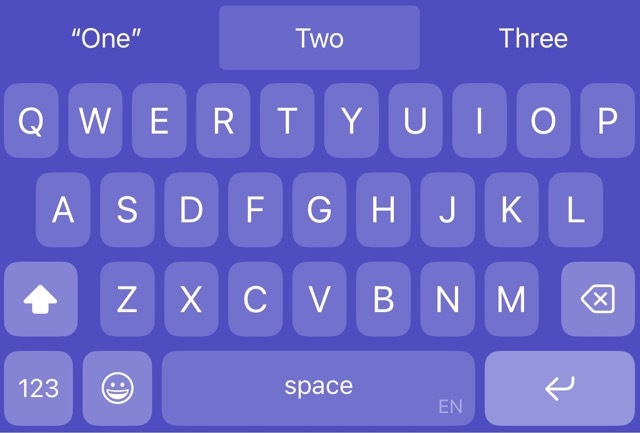 “One” Two Three
Q W E R T Y U I O P
A S D F G H J K L
Z X C V B N M
123 space EN